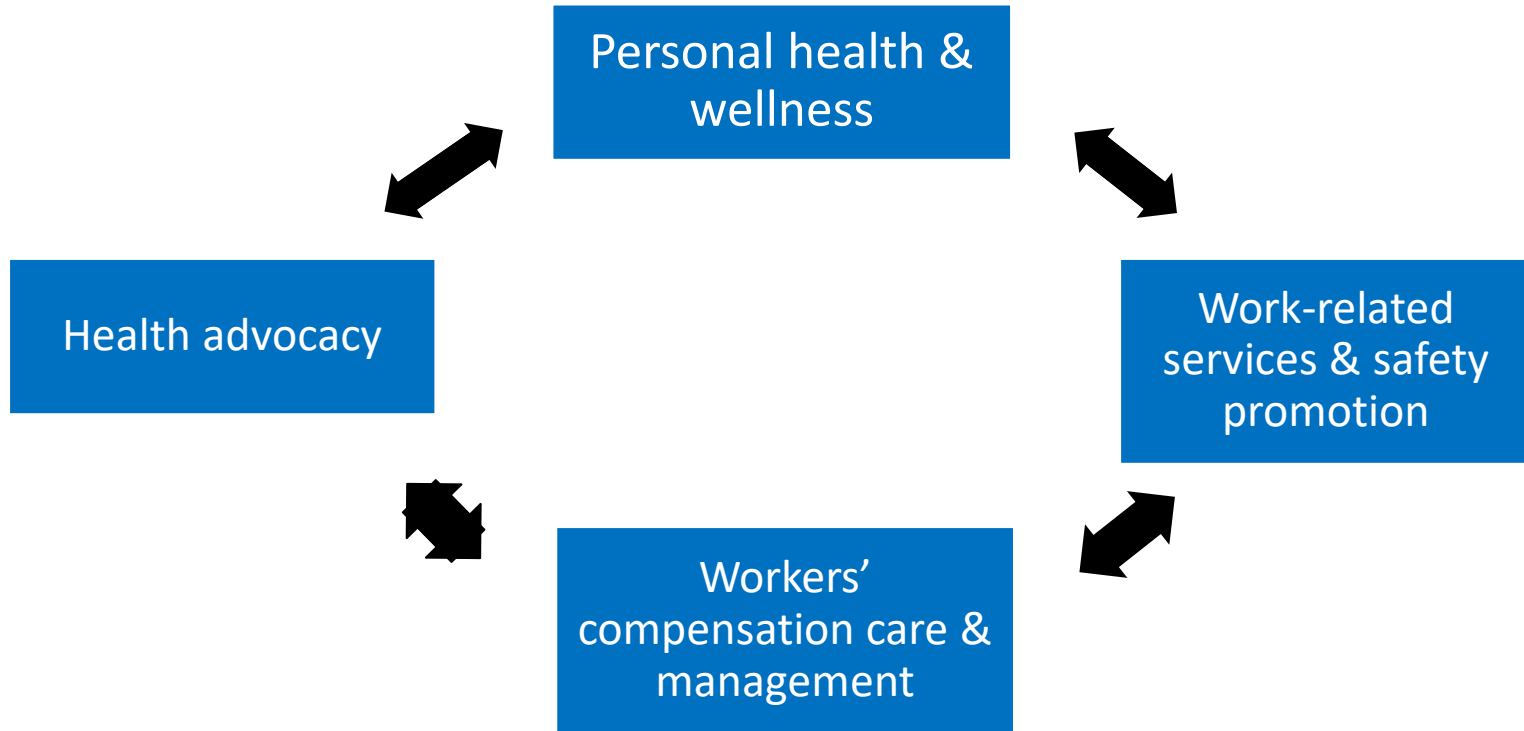 Personal health &
wellness
Health advocacy
Work-related
services & safety
promotion
Workers’
compensation care &
management